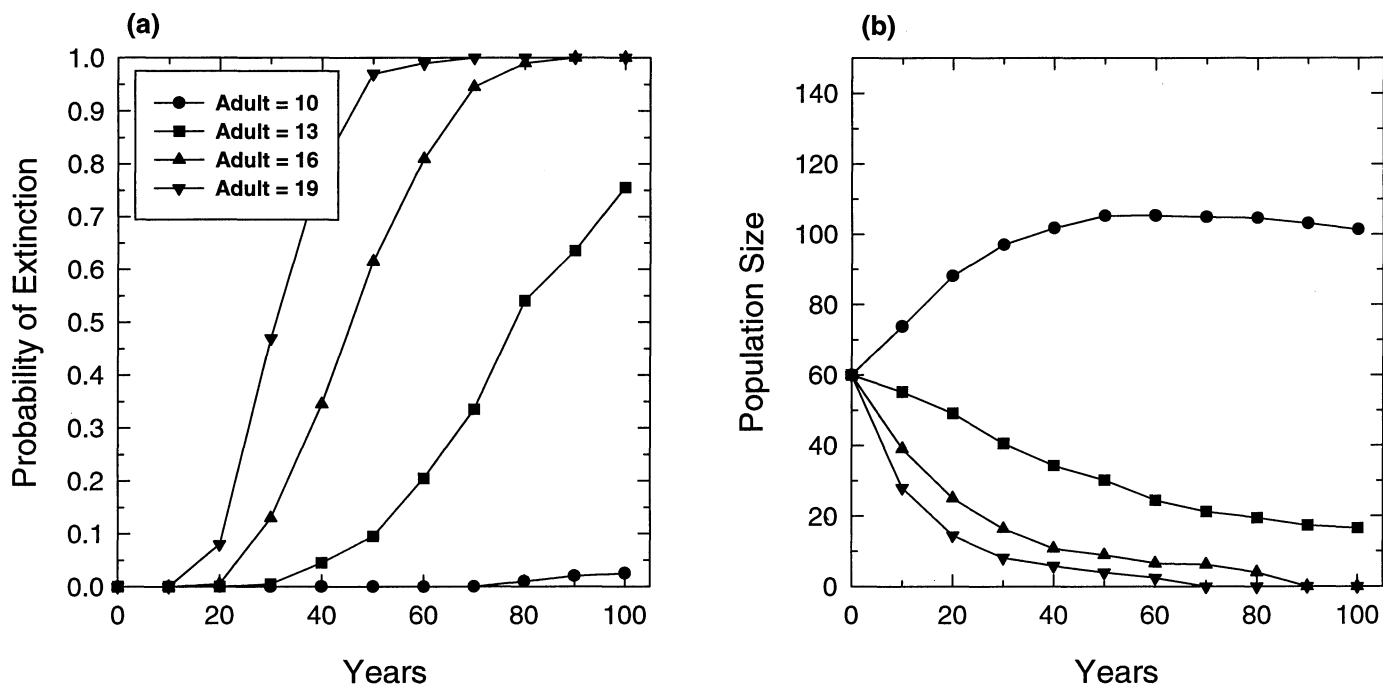 (a)
1.0
0.9
0.8
0.7
0.6
0.5
0.4
0.3
0.2
0.1
0.0
Probability of Extinction
Adult = 10
Adult = 13
Adult = 16
Adult = 19
0 20 40 60 80 100
Years
(b)
140
120
100
80
60
40
20
0
Population Size
0 20 40 60 80 100
Years